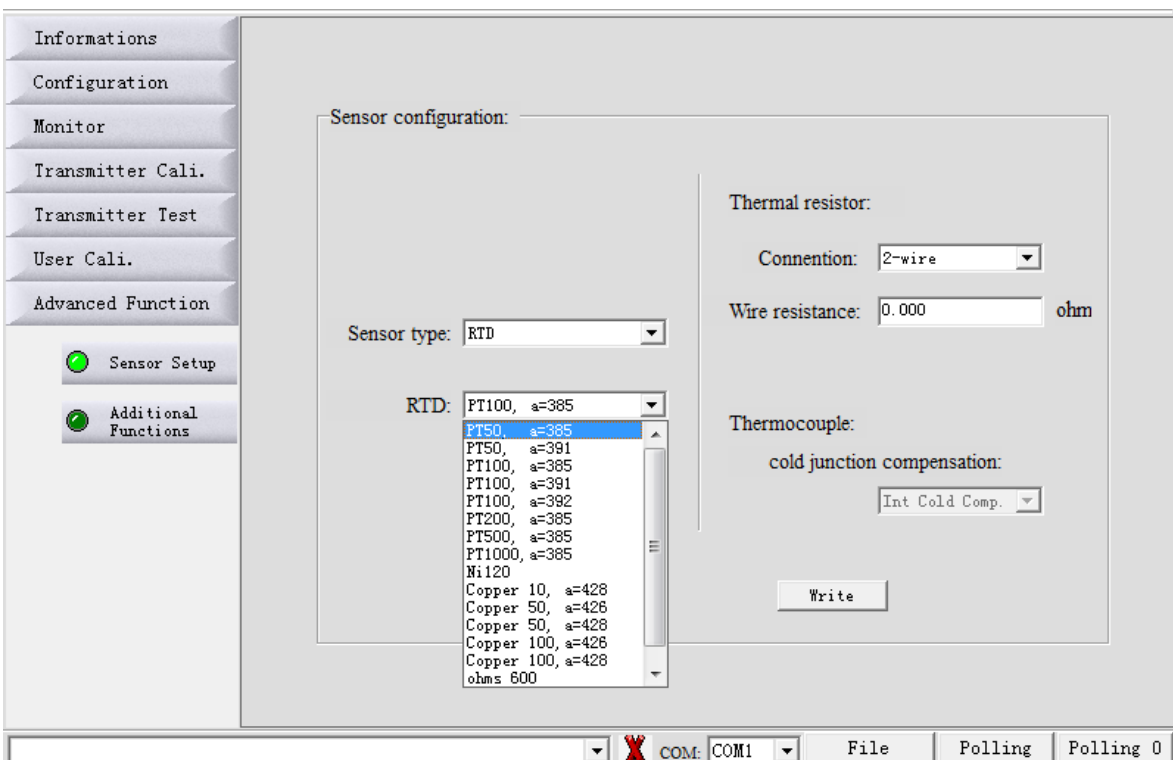 Informations
Configuration
Monitor
Transmitter Cali.
Transmitter Test
User Cali.
Advanced Function
Sensor Setup
Additional
Functions
Sensor configuration:
Sensor type: RTD
RTD: PT100, a=385
PT50, a=385
PT50, a=391
PT100, a=385
PT100, a=391
PT100, a=392
PT200, a=385
PT500, a=385
PT1000, a=385
Ni120
Copper 10, a=428
Copper 50, a=426
Copper 50, a=428
Copper 100, a=426
Copper 100, a=428
ohms 600
Thermal resistor:
Connention: 2-wire
Wire resistance: 0.000 ohm
Thermocouple:
cold junction compensation:
Int Cold Comp.
Write
COM: COM1 File Polling Polling 0